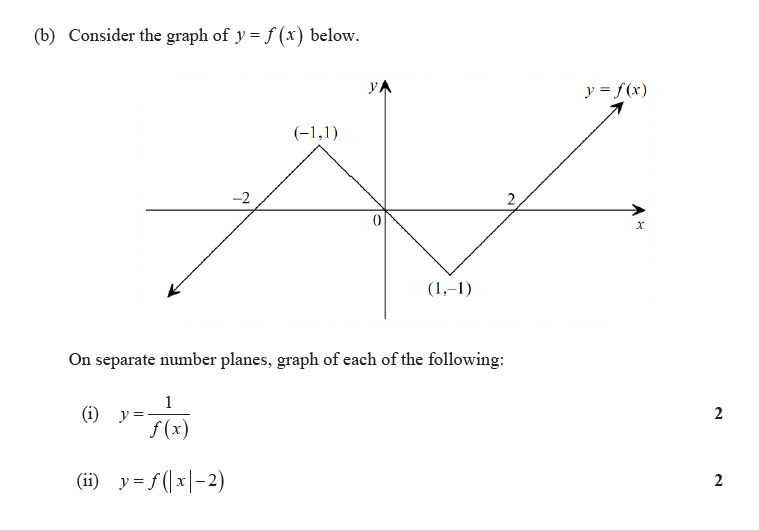 (b) Consider the graph of y = f(x) below.
y
y = f(x)
(−1,1)
−2
2
0
x
(1,−1)
On separate number planes, graph of each of the following:
(i) y = 1/f(x) 2
(ii) y = f(|x|−2) 2